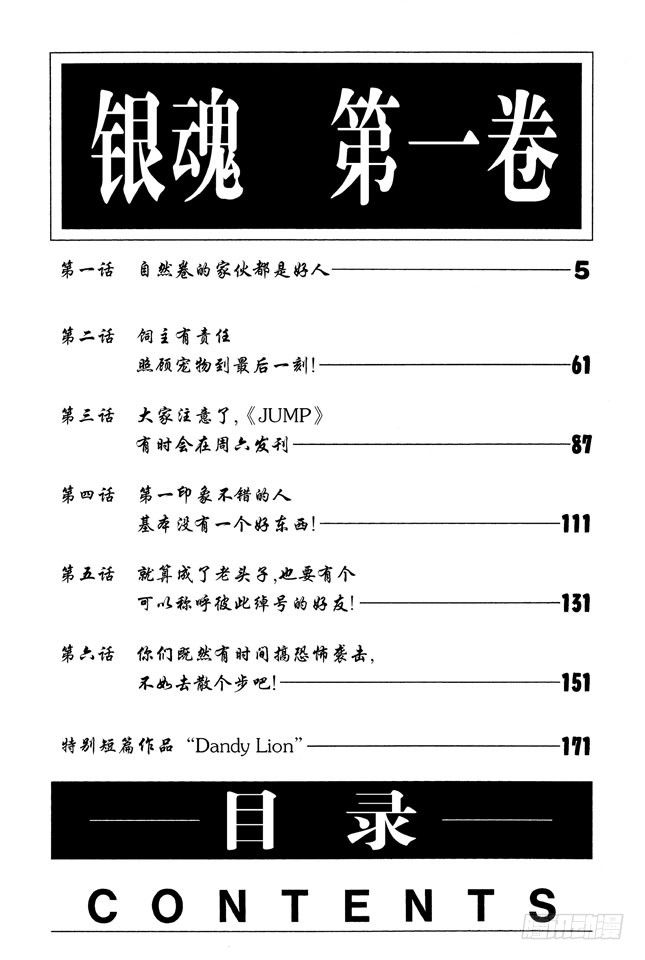 银魂 第一卷
第一话 自然卷的家伙都是好人 5
第二话 饲主有责任
照顾宠物到最后一刻! 61
第三话 大家注意了,《JUMP》
有时会在周六发刊 87
第四话 第一印象不错的人
基本没有一个好东西! 111
第五话 就算成了老头子,也要有个
可以称呼彼此绰号的好友! 131
第六话 你们既然有时间搞恐怖袭击,
不如去散个步吧! 151
特别短篇作品 “Dandy Lion” 171
目录
CONTENTS
腾讯动漫